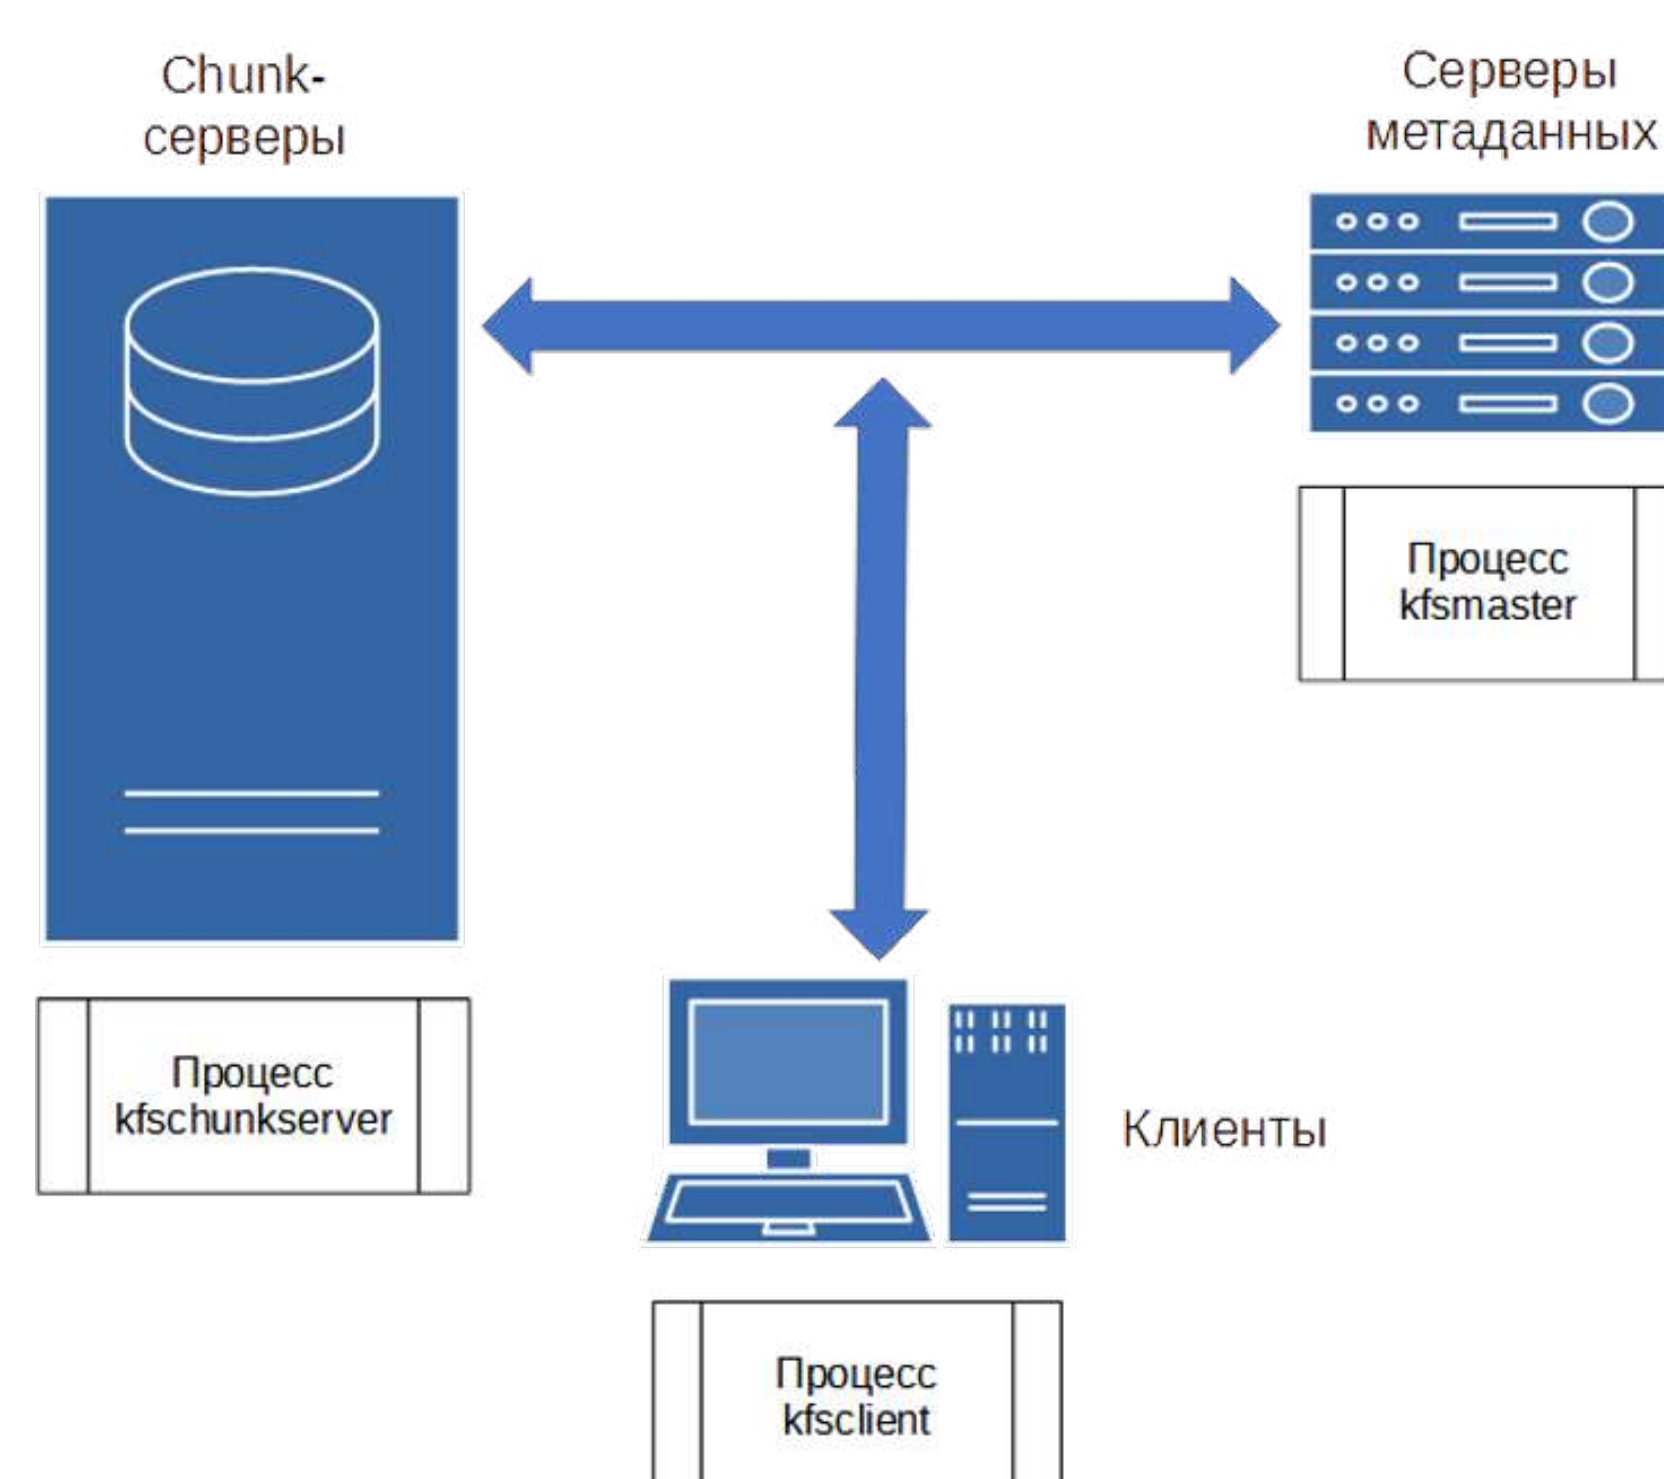 Chunk-
серверы
Серверы
метаданных
Процесс
kfsmaster
Процесс
kfschunkserver
Клиенты
Процесс
kfsclient